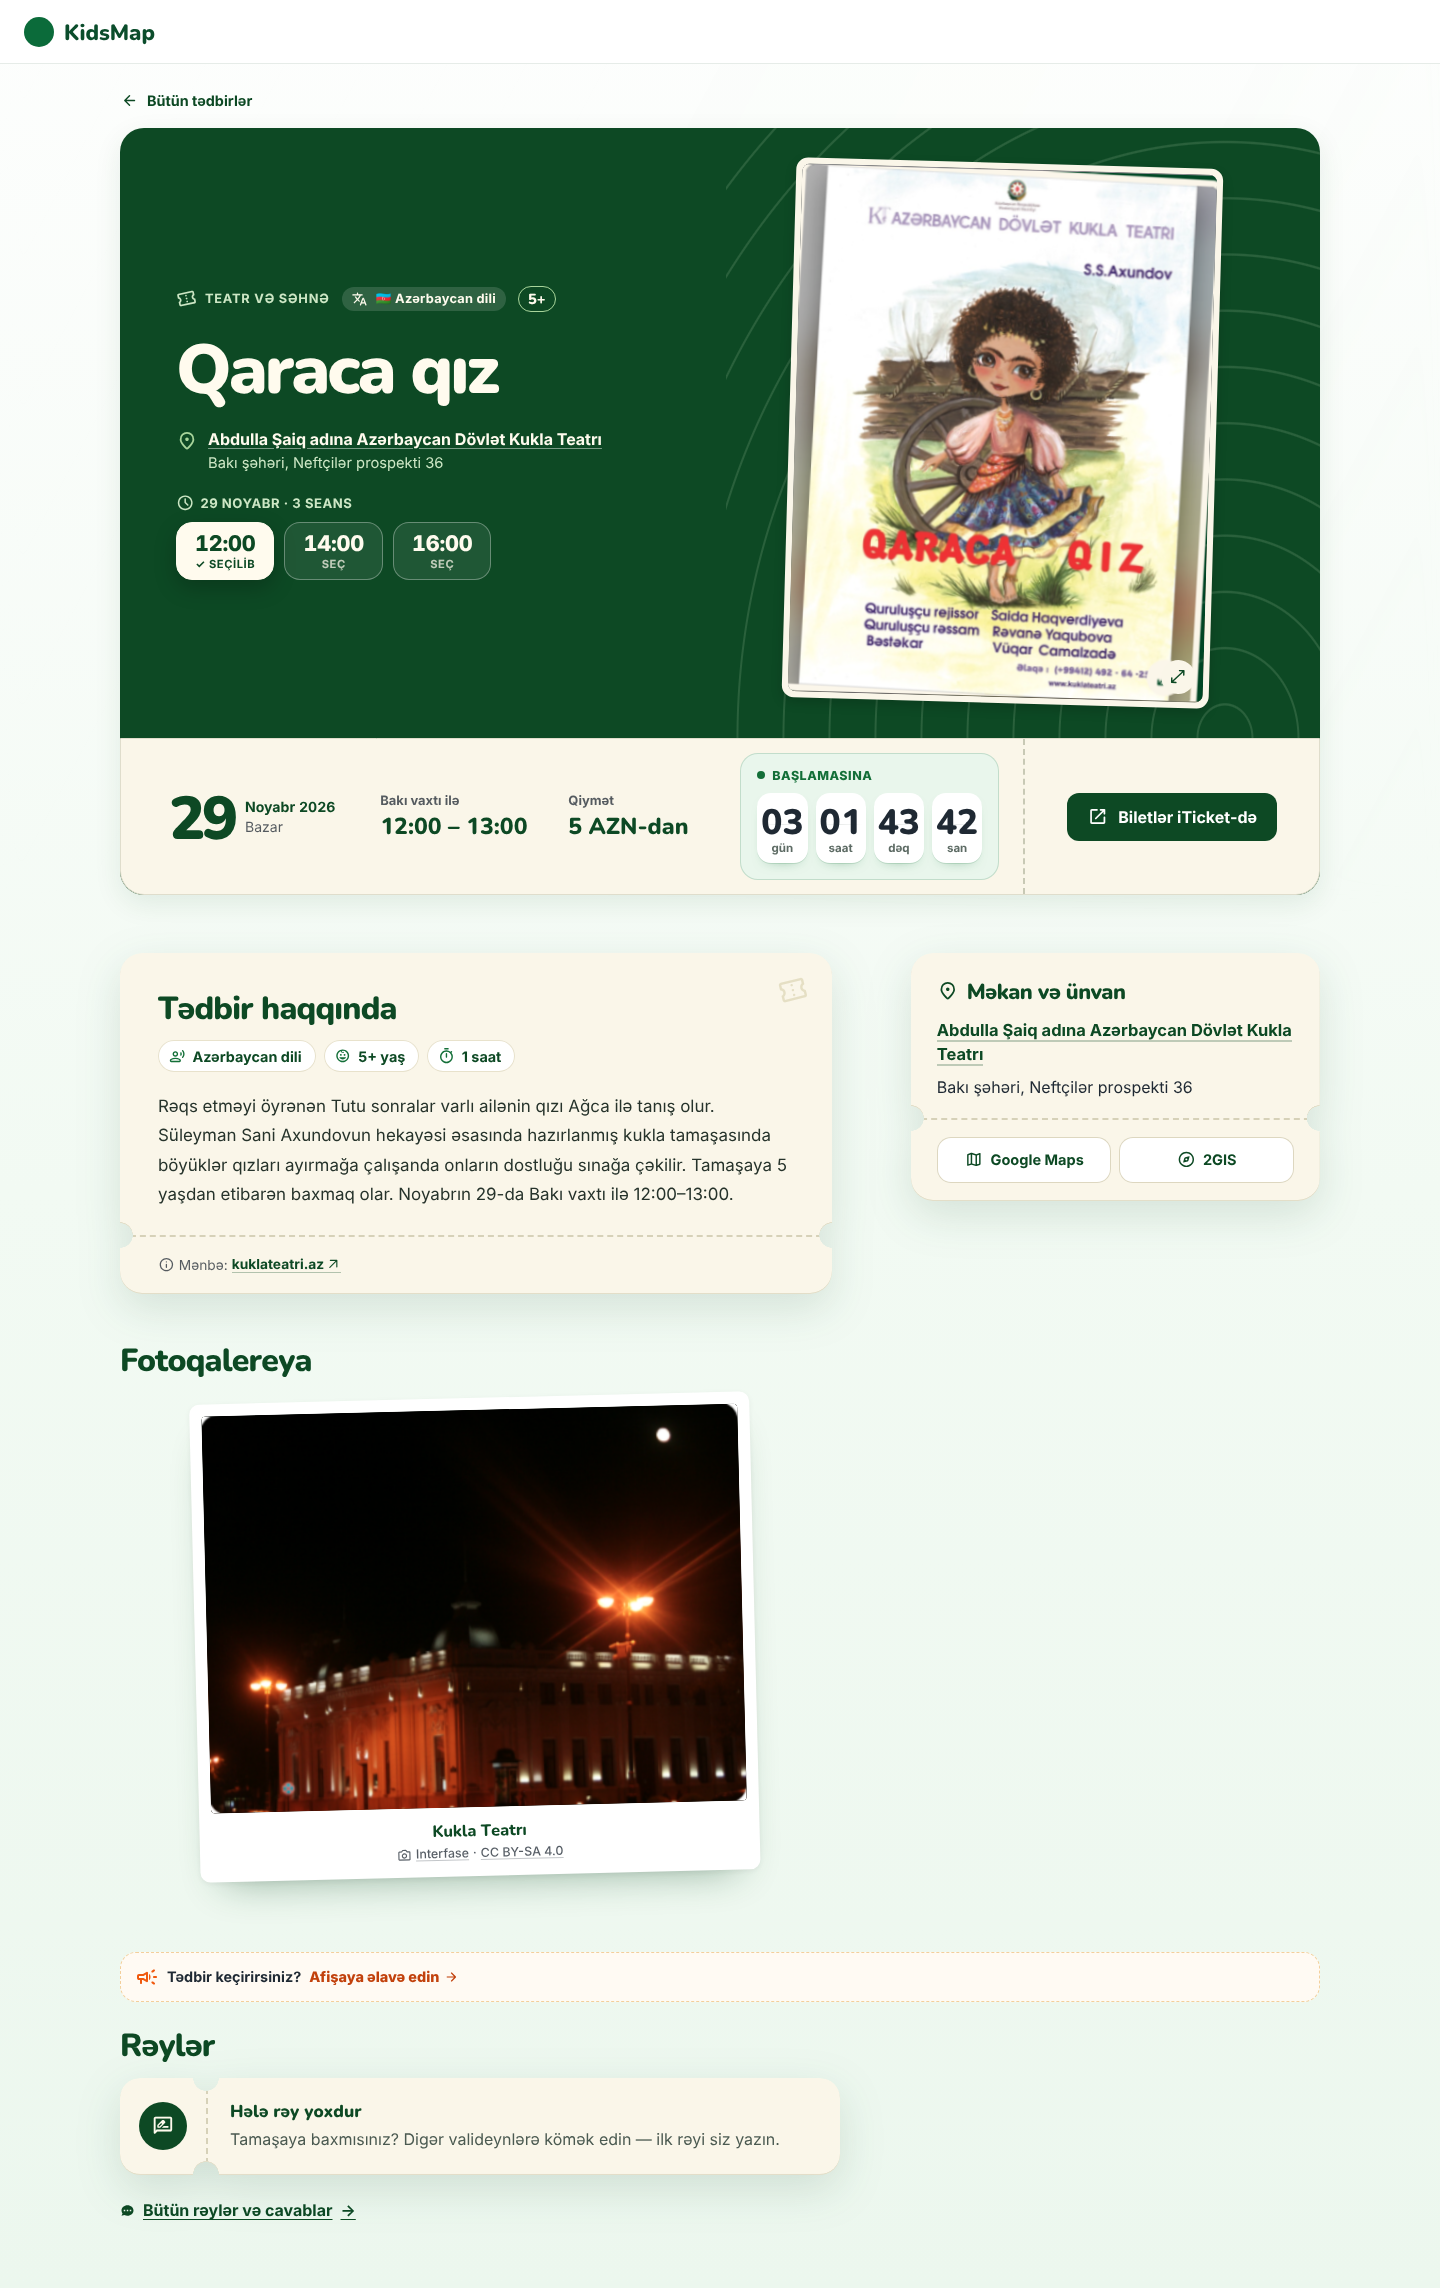 KidsMap
Bütün tədbirlər
TEATR VƏ SƏHNƏ
Azərbaycan dili
5+
Qaraca qız
Abdulla Şaiq adına Azərbaycan Dövlət Kukla Teatrı
Bakı şəhəri, Neftçilər prospekti 36
29 NOYABR · 3 SEANS
12:00
✓ SEÇİLİB
14:00
SEÇ
16:00
SEÇ
AZƏRBAYCAN DÖVLƏT KUKLA TEATRI
S.S.Axundov
QARACA QIZ
Quruluşçu rejissor Saida Haqverdiyeva
Quruluşçu rəssam Rəvanə Yaqubova
Bəstəkar Vüqar Camalzadə
Əlaqə : (+99412) 492 - 64 -2
www.kuklateatri.az
29
Noyabr 2026
Bazar
Bakı vaxtı ilə
12:00 – 13:00
Qiymət
5 AZN-dan
BAŞLAMASINA
03 01 43 42
gün saat dəq san
Biletlər iTicket-də
Tədbir haqqında
Azərbaycan dili
5+ yaş
1 saat
Rəqs etməyi öyrənən Tutu sonralar varlı ailənin qızı Ağca ilə tanış olur.
Süleyman Sani Axundovun hekayəsi əsasında hazırlanmış kukla tamaşasında
böyüklər qızları ayırmağa çalışanda onların dostluğu sınağa çəkilir. Tamaşaya 5
yaşdan etibarən baxmaq olar. Noyabrın 29-da Bakı vaxtı ilə 12:00–13:00.
Mənbə: kuklateatri.az
Məkan və ünvan
Abdulla Şaiq adına Azərbaycan Dövlət Kukla
Teatrı
Bakı şəhəri, Neftçilər prospekti 36
Google Maps
2GIS
Fotoqalereya
Kukla Teatrı
Interfase · CC BY-SA 4.0
Tədbir keçirirsiniz? Afişaya əlavə edin →
Rəylər
Hələ rəy yoxdur
Tamaşaya baxmısınız? Digər valideynlərə kömək edin — ilk rəyi siz yazın.
Bütün rəylər və cavablar →